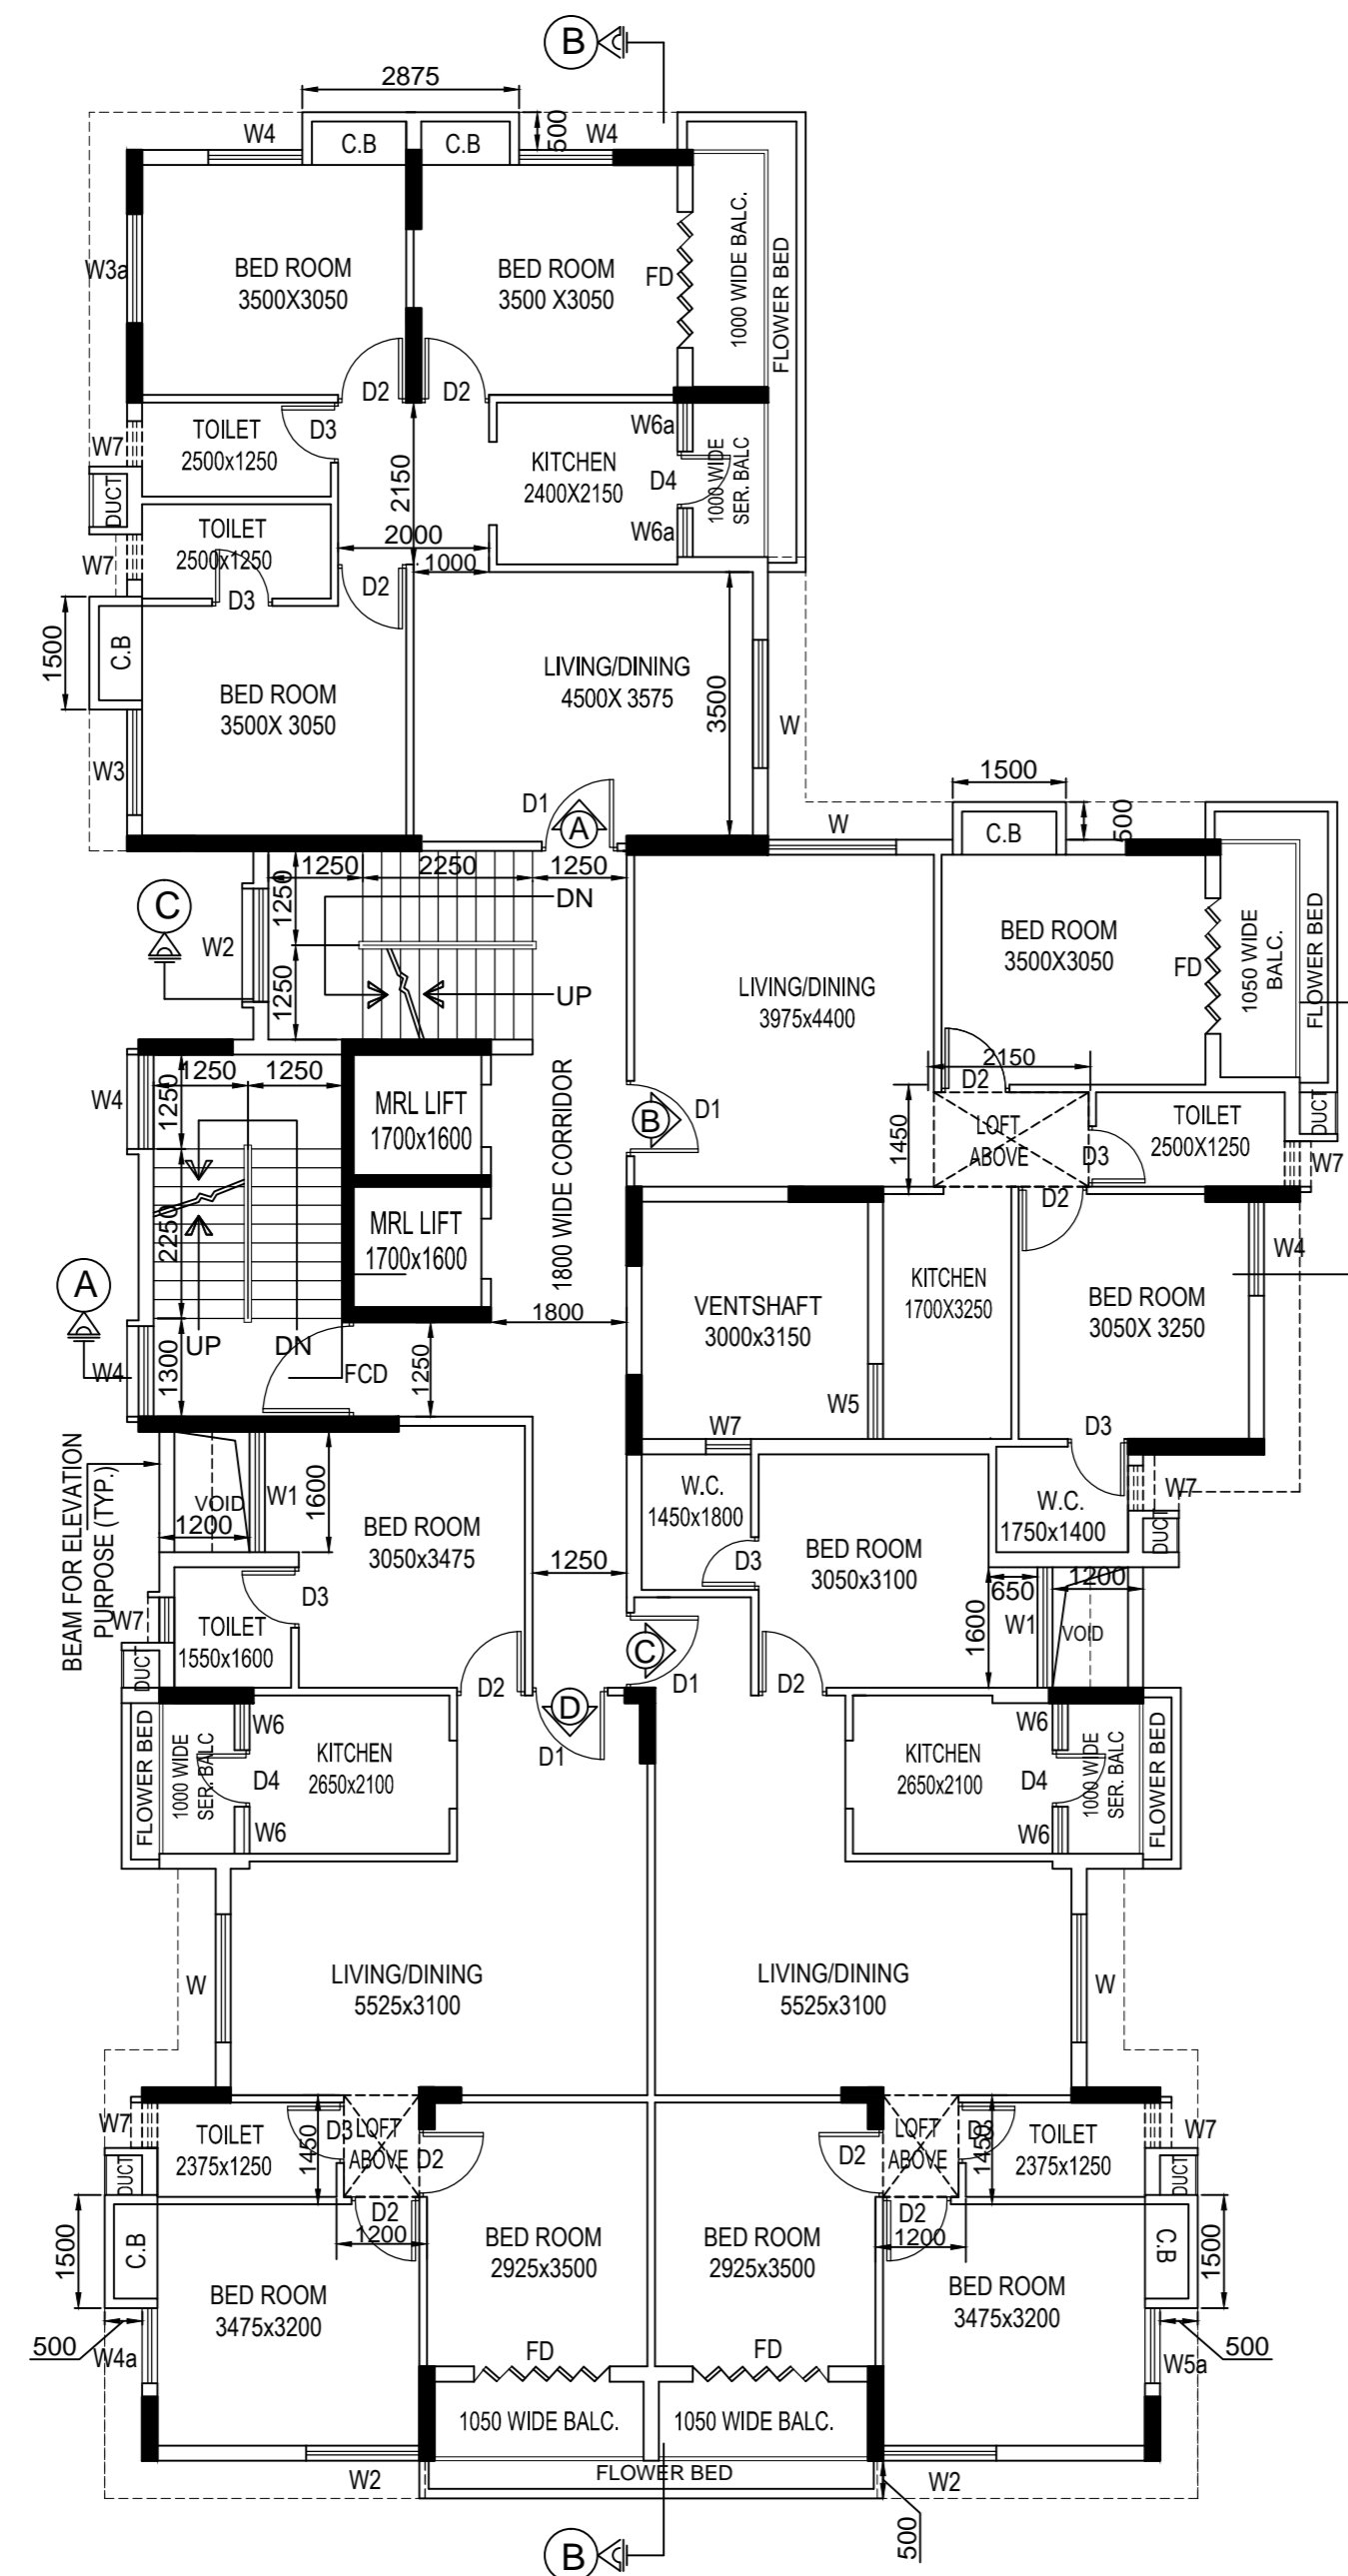 B
2875
500
W4
C.B
C.B
W4
W3a
BED ROOM
3500X3050
BED ROOM
3500 X3050
FD
1000 WIDE BALC.
FLOWER BED
D2
D2
W7
TOILET
2500x1250
D3
KITCHEN
2400X2150
W6a
D4
W6a
1000 WIDE
SER. BALC
2150
DUCT
TOILET
2500x1250
2000
1000
W7
D3
D2
1500
C.B
BED ROOM
3500X 3050
LIVING/DINING
4500X 3575
3500
W
W3
D1
A
1500
W
C.B
500
1250
2250
1250
1250
DN
C
W2
1250
UP
LIVING/DINING
3975x4400
BED ROOM
3500X3050
FD
1050 WIDE
BALC.
FLOWER BED
1250
1250
W4
1250
MRL LIFT
1700x1600
1800 WIDE CORRIDOR
B
D1
2150
D2
1450
LOFT
ABOVE
D3
TOILET
2500X1250
DUCT
W7
D2
2250
MRL LIFT
1700x1600
A
W4
UP
DN
1300
FCD
1800
1250
VENTSHAFT
3000x3150
W5
W7
KITCHEN
1700X3250
BED ROOM
3050X 3250
W4
D3
BEAM FOR ELEVATION
PURPOSE (TYP.)
VOID
1200
W1
1600
BED ROOM
3050x3475
1250
W.C.
1450x1800
D3
BED ROOM
3050x3100
W.C.
1750x1400
W7
DUCT
650
1200
W1
1600
VOID
W7
TOILET
1550x1600
D3
DUCT
D2
C
D1
D2
D
D1
FLOWER BED
1000 WIDE
SER. BALC
W6
D4
W6
KITCHEN
2650x2100
KITCHEN
2650x2100
W6
D4
W6
1000 WIDE
SER. BALC
FLOWER BED
W
LIVING/DINING
5525x3100
LIVING/DINING
5525x3100
W
W7
TOILET
2375x1250
D3
1450
LOFT
ABOVE
D2
D2
LOFT
ABOVE
D3
1450
TOILET
2375x1250
W7
DUCT
DUCT
1500
C.B
D2
1200
BED ROOM
3475x3200
BED ROOM
2925x3500
BED ROOM
2925x3500
D2
1200
BED ROOM
3475x3200
C.B
1500
500
W4a
FD
FD
W5a
500
1050 WIDE BALC.
1050 WIDE BALC.
W2
FLOWER BED
W2
500
B